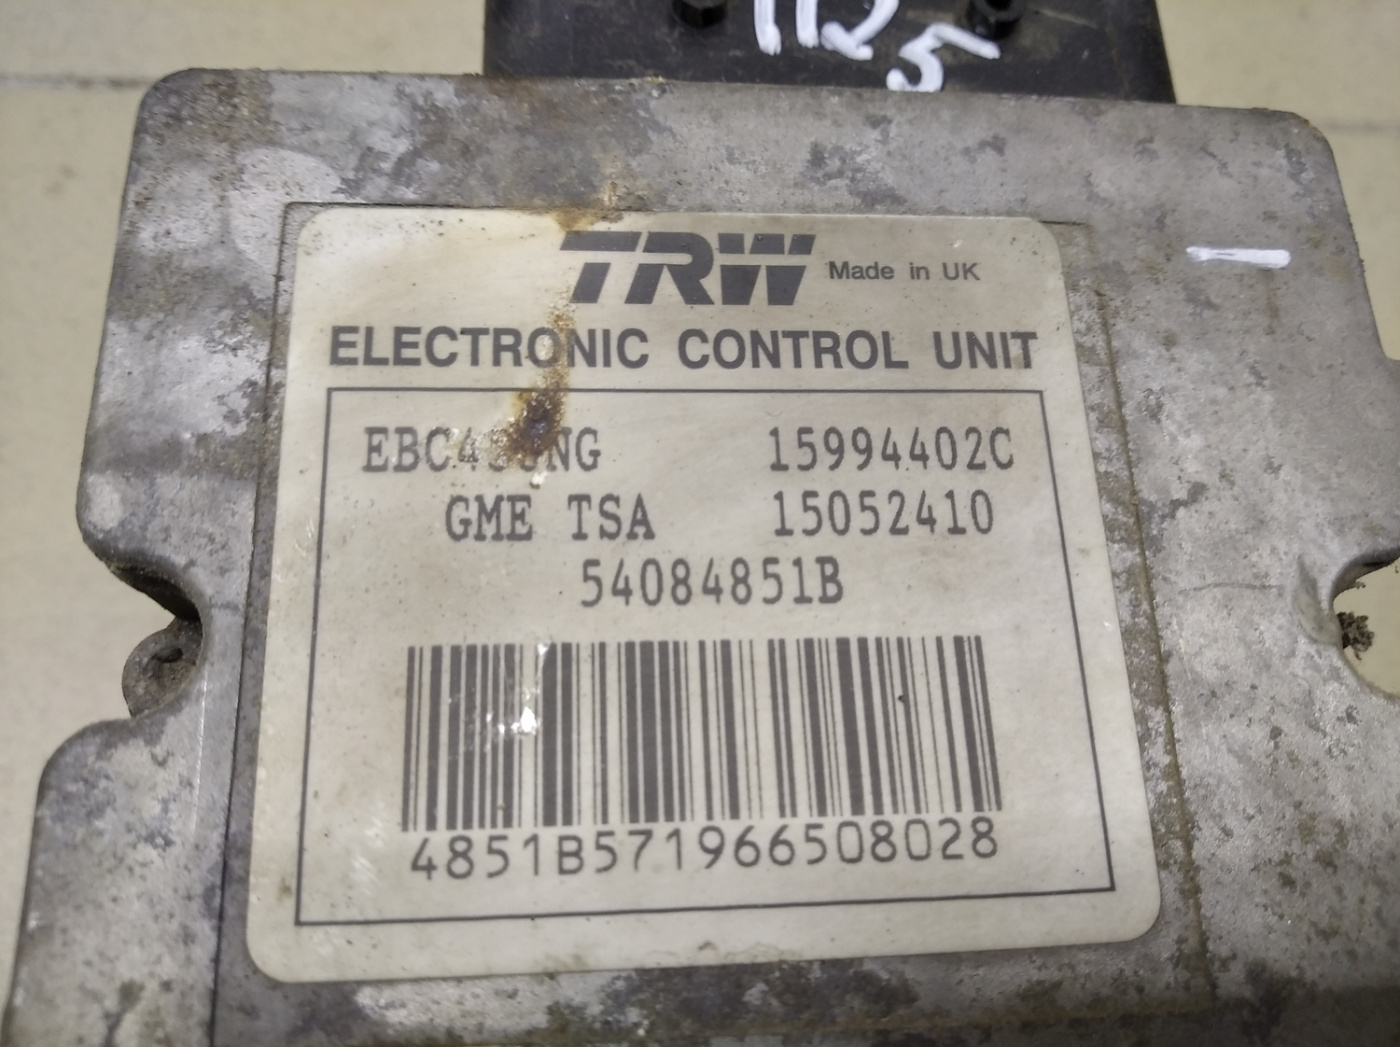 TRW Made in UK
ELECTRONIC CONTROL UNIT
15994402C
GME TSA 15052410
54084851B
4851B571966508028